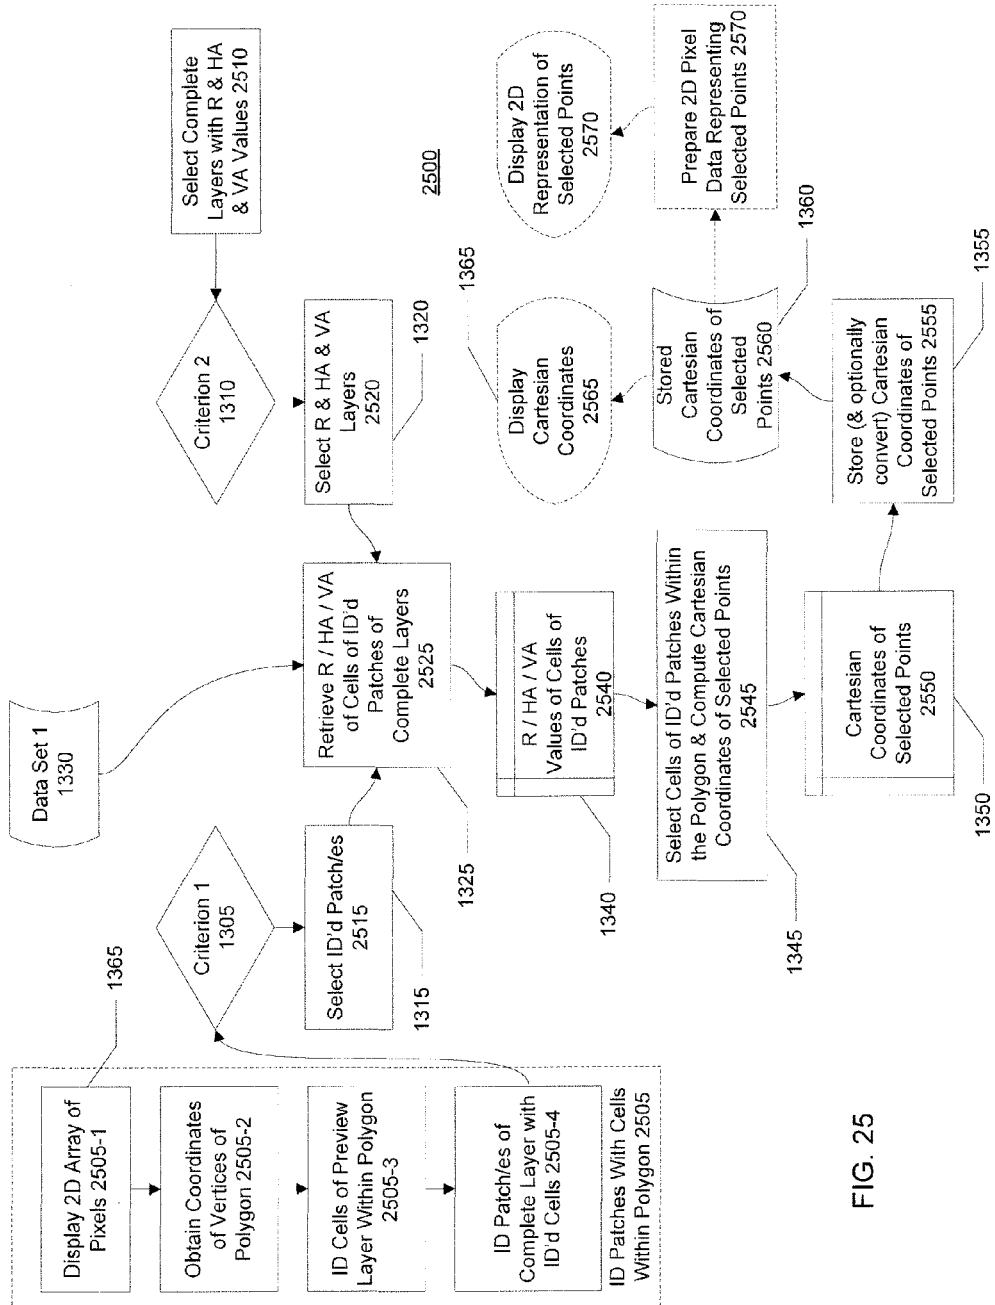 Display 2D Array of
Pixels 2505-1
1365
Obtain Coordinates
of Vertices of
Polygon 2505-2
ID Cells of Preview
Layer Within Polygon
2505-3
ID Patch/es of
Complete Layer with
ID'd Cells 2505-4
ID Patches With Cells
Within Polygon 2505
Criterion 1
1305
Select ID'd Patch/es
2515
1315
Data Set 1
1330
Select Complete
Layers with R & HA
& VA Values 2510
Criterion 2
1310
Select R & HA & VA
Layers
2520
1320
Retrieve R / HA / VA
of Cells of ID'd
Patches of
Complete Layers
2525
1325
R / HA / VA
Values of Cells of
ID'd Patches
2540
1340
Select Cells of ID'd Patches Within
the Polygon & Compute Cartesian
Coordinates of Selected Points
2545
1345
Cartesian
Coordinates of
Selected Points
2550
1350
Store (& optionally
convert) Cartesian
Coordinates of
Selected Points 2555
1355
Stored
Cartesian
Coordinates of
Selected
Points 2560
1360
Display
Cartesian
Coordinates
2565
1365
Prepare 2D Pixel
Data Representing
Selected Points 2570
Display 2D
Representation of
Selected Points
2570
2500
FIG. 25